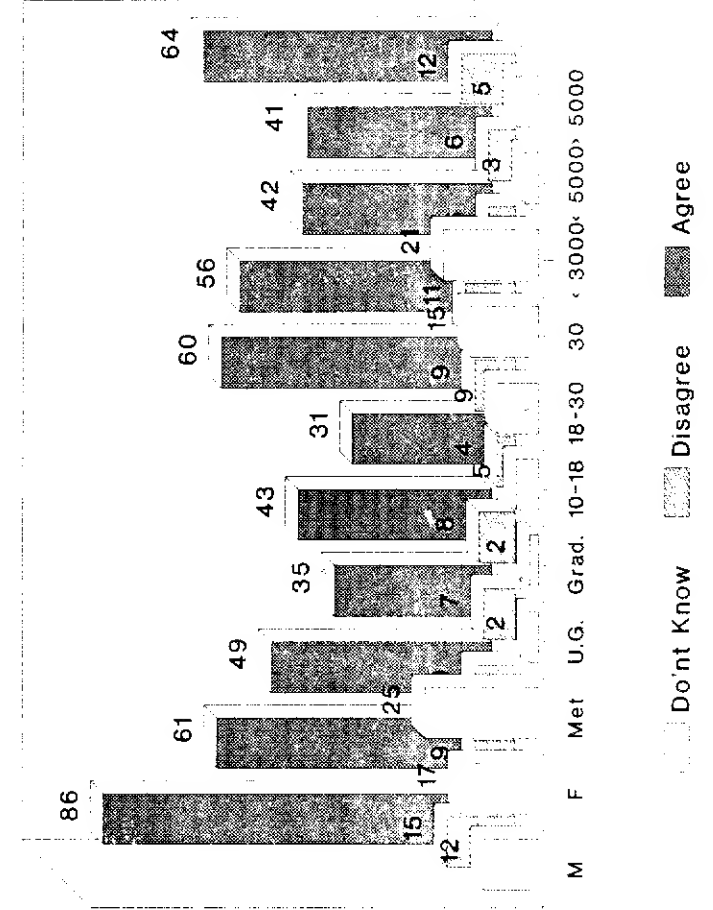 86 61 49 35 43 31 60 56 42 41 64
15 9 7 8 4 9 11 6 12
12 17 25 2 2 5 9 15 21 3 5
M F Met U.G. Grad. 10-18 18-30 30 ‹ 3000‹ 5000› 5000
Do'nt Know Disagree Agree